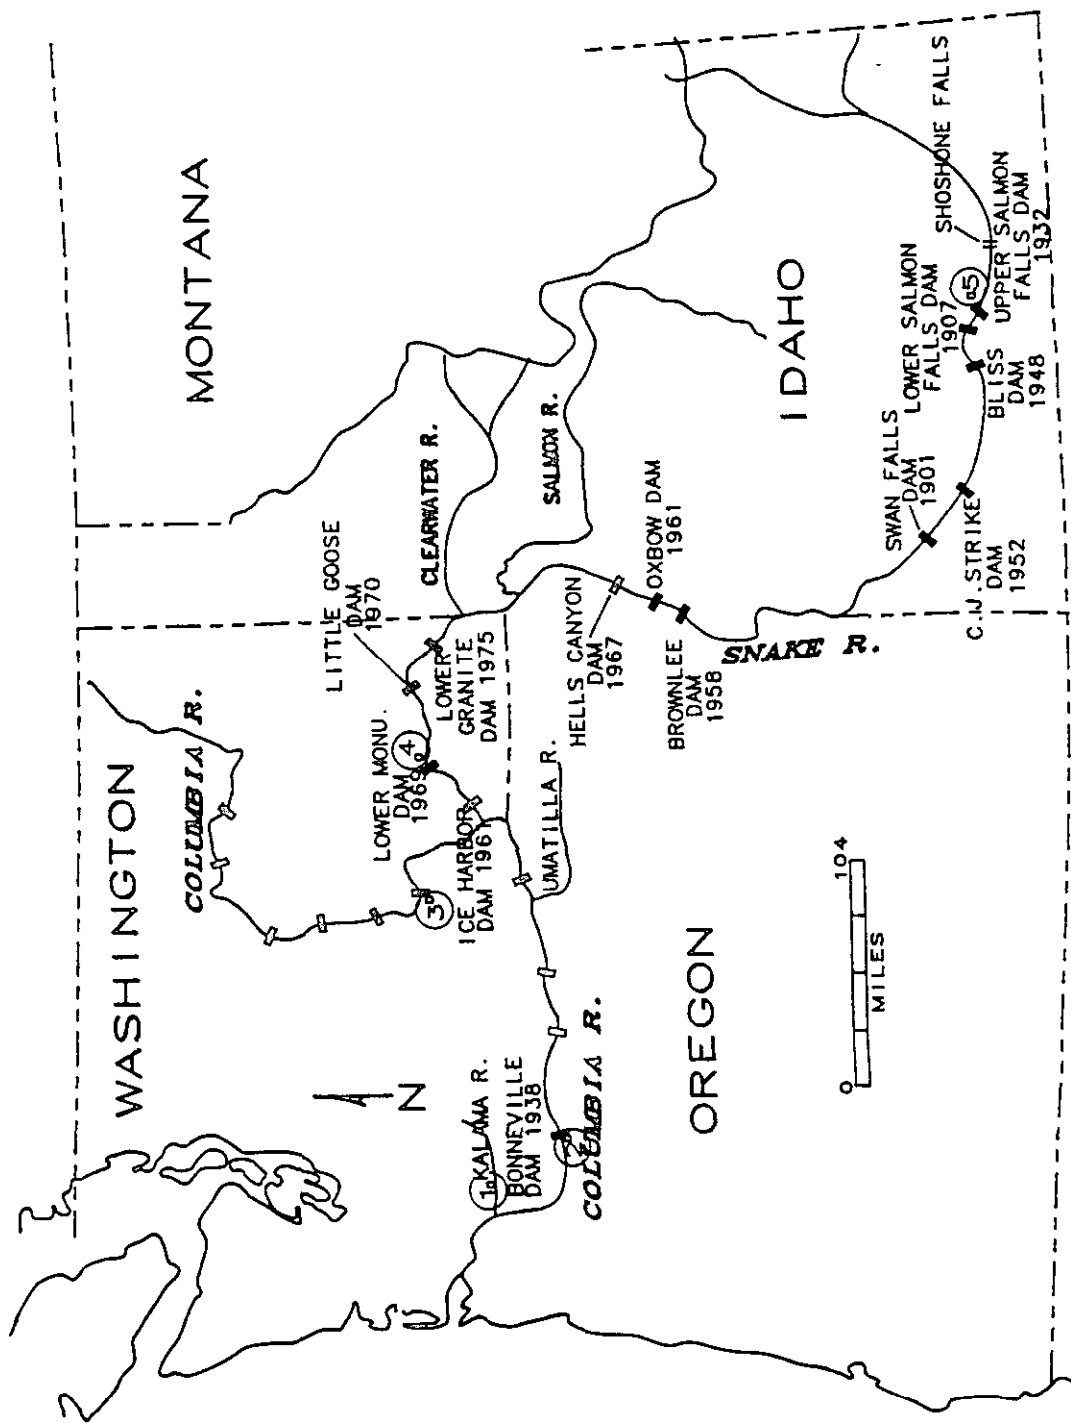 WASHINGTON
MONTANA
COLUMBIA R.
LITTLE GOOSE
DAM
1970
CLEARWATER R.
LOWER MONU.
DAM
1969
4
LOWER
GRANITE
DAM 1975
3
ICE HARBOR
DAM 1961
SALMON R.
N
1
KALAMA R.
BONNEVILLE
DAM 1938
2
COLUMBIA R.
UMATILLA R.
HELLS CANYON
DAM
1967
OXBOW DAM
1961
BROWNLEE
DAM
1958
SNAKE R.
OREGON
IDAHO
0
104
MILES
SWAN FALLS
DAM
1901
LOWER SALMON
FALLS DAM
1907
SHOSHONE FALLS
5
C.J. STRIKE
DAM
1952
BLISS
DAM
1948
UPPER SALMON
FALLS DAM
1932